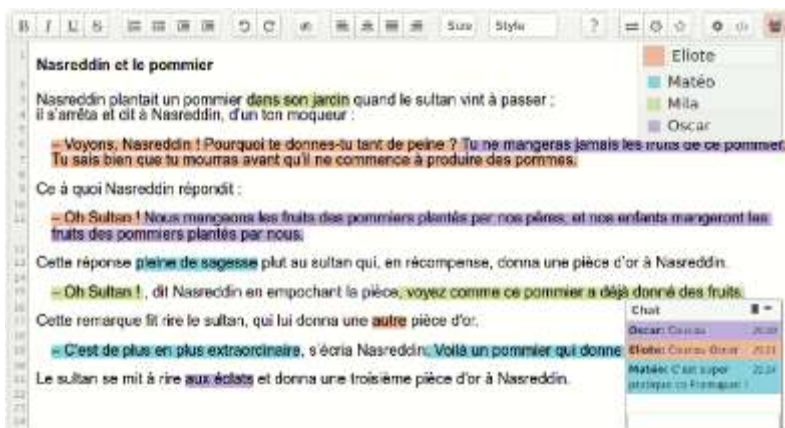 B I U S Size Style ?
Eliote
Matéo
Mila
Oscar
Nasreddin et le pommier
Nasreddin plantait un pommier dans son jardin quand le sultan vint à passer ;
il s'arrêta et dit à Nasreddin, d'un ton moqueur :
– Voyons, Nasreddin ! Pourquoi te donnes-tu tant de peine ? Tu ne mangeras jamais les fruits de ce pommier.
Tu sais bien que tu mourras avant qu'il ne commence à produire des pommes.
Ce à quoi Nasreddin répondit :
– Oh Sultan ! Nous mangeons les fruits des pommiers plantés par nos pères, et nos enfants mangeront les
fruits des pommiers plantés par nous.
Cette réponse pleine de sagesse plut au sultan qui, en récompense, donna une pièce d'or à Nasreddin.
– Oh Sultan ! , dit Nasreddin en empochant la pièce, voyez comme ce pommier a déjà donné des fruits.
Cette remarque fit rire le sultan, qui lui donna une autre pièce d'or.
– C'est de plus en plus extraordinaire, s'écria Nasreddin. Voilà un pommier qui donne
Le sultan se mit à rire aux éclats et donna une troisième pièce d'or à Nasreddin.
Chat
Oscar: Coucou
Eliote: Coucou Oscar
Matéo: C'est super
pratique ce Framapad !